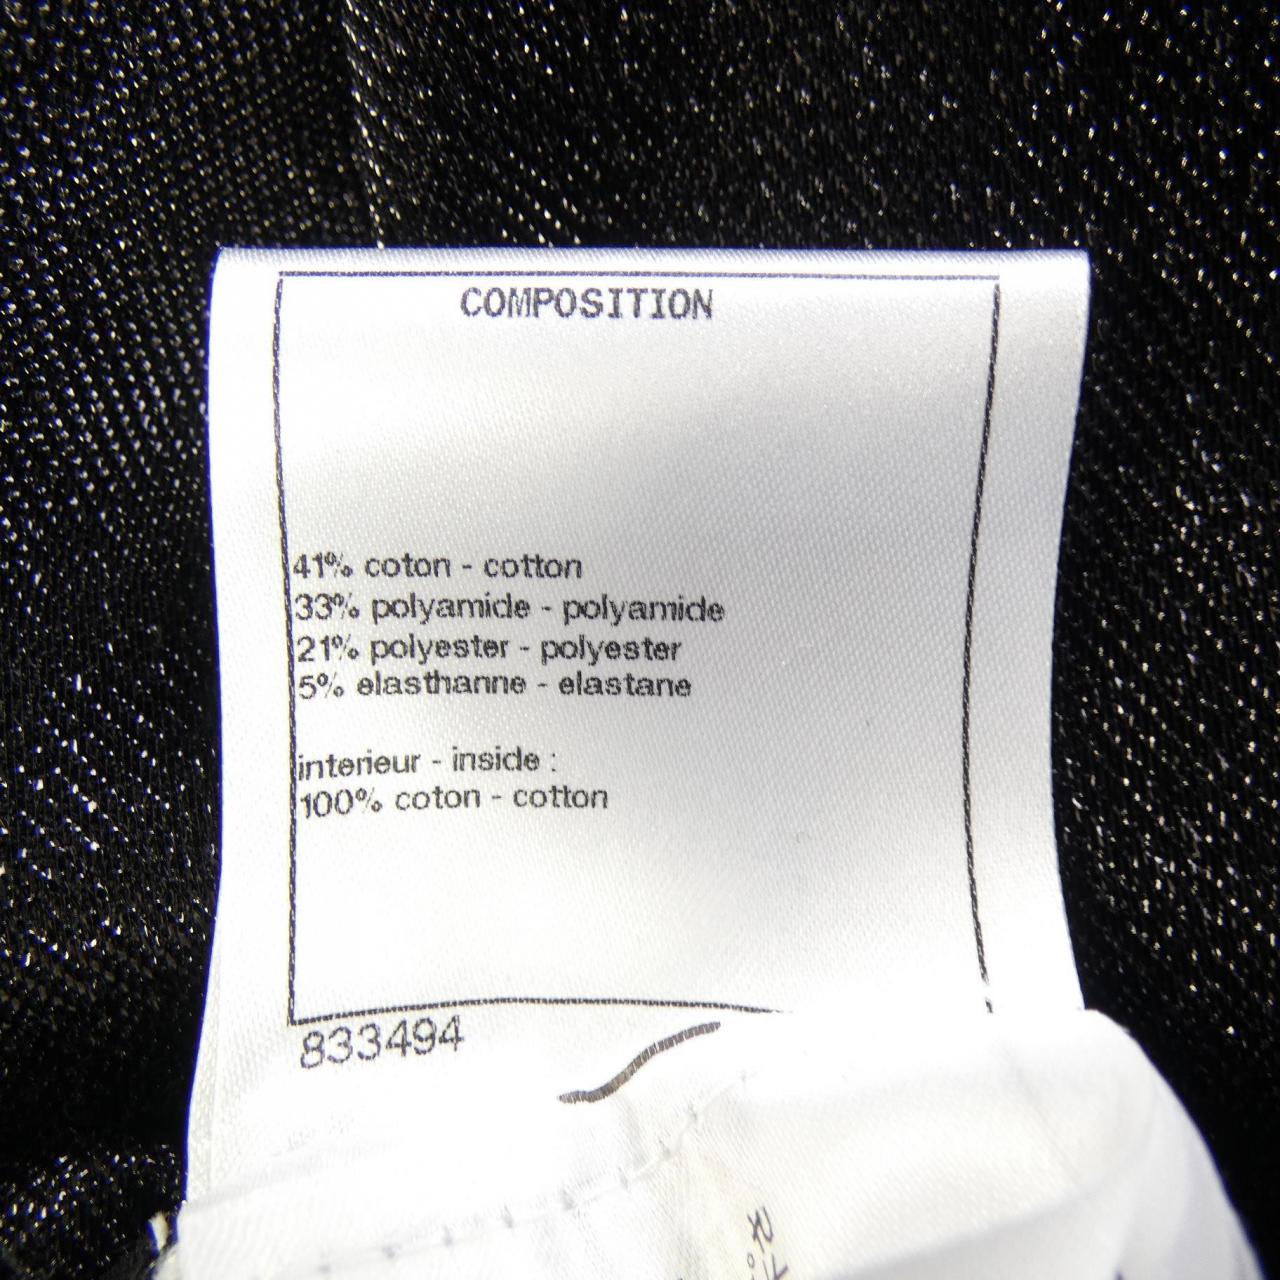 COMPOSITION
41% coton - cotton
33% polyamide - polyamide
21% polyester - polyester
5% elasthanne - elastane
interieur - inside :
100% coton - cotton
833494